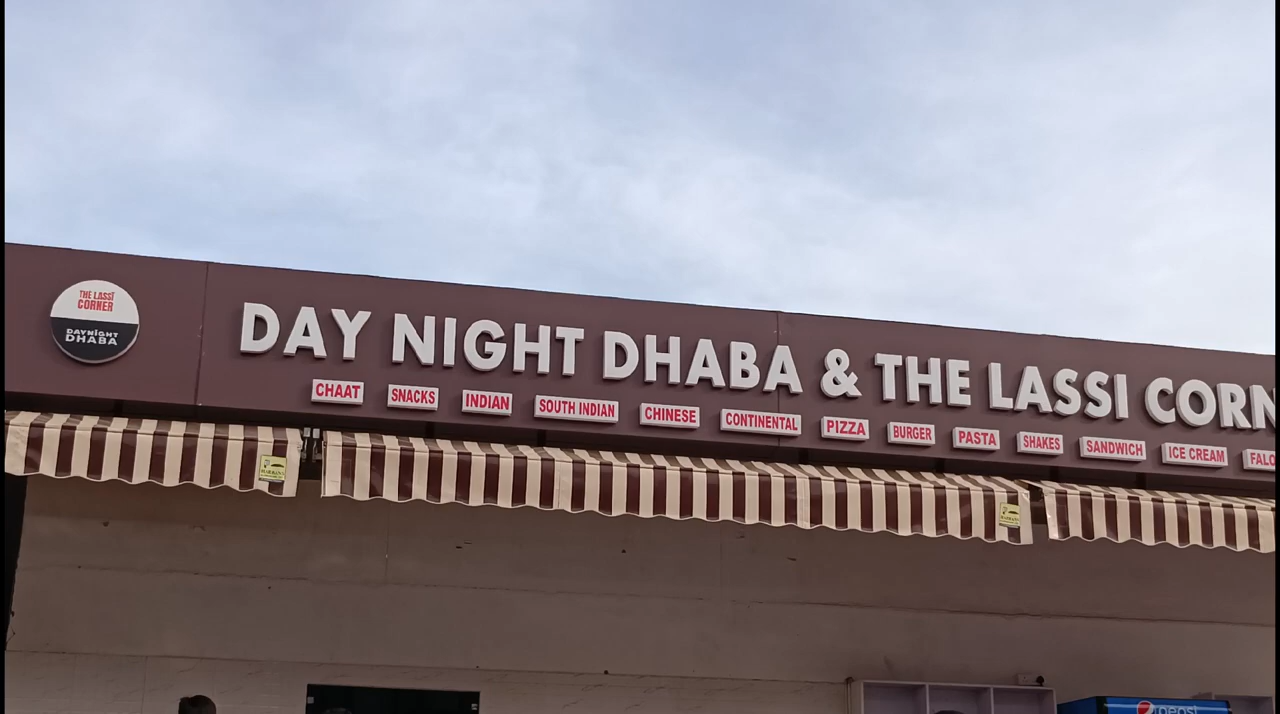 THE LASSI
CORNER
DAYNIGHT
DHABA
DAY NIGHT DHABA & THE LASSI CORN
CHAAT SNACKS INDIAN SOUTH INDIAN CHINESE CONTINENTAL PIZZA BURGER PASTA SHAKES SANDWICH ICE CREAM FALO
pepsi